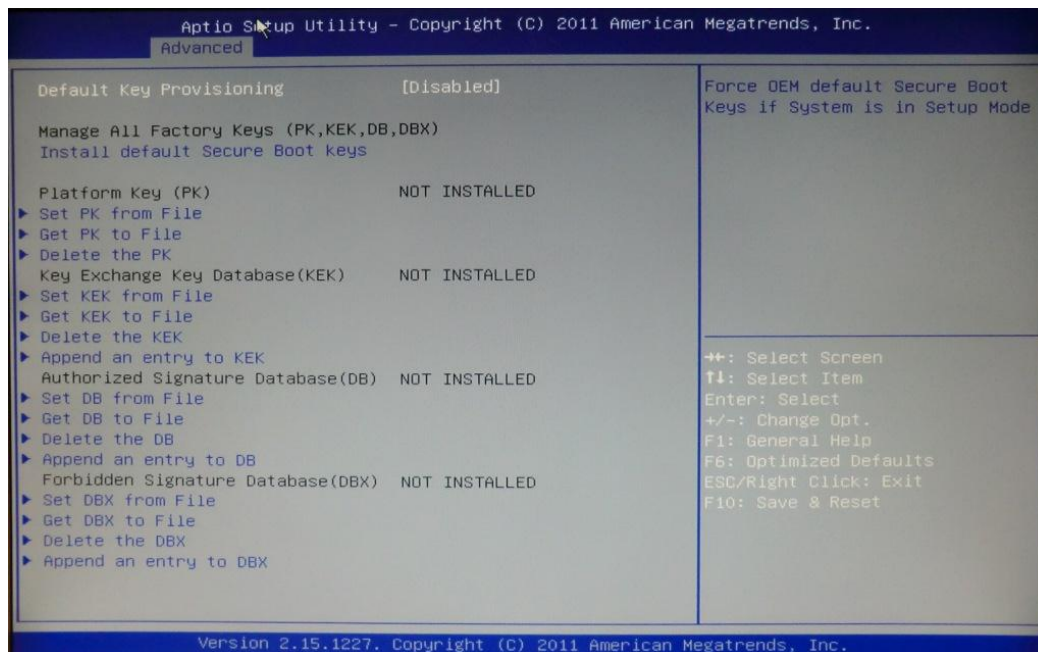 Aptio Setup Utility - Copyright (C) 2011 American Megatrends, Inc.
Advanced
Default Key Provisioning [Disabled]
Manage All Factory Keys (PK,KEK,DB,DBX)
Install default Secure Boot keys
Platform Key (PK) NOT INSTALLED
Set PK from File
Get PK to File
Delete the PK
Key Exchange Key Database(KEK) NOT INSTALLED
Set KEK from File
Get KEK to File
Delete the KEK
Append an entry to KEK
Authorized Signature Database(DB) NOT INSTALLED
Set DB from File
Get DB to File
Delete the DB
Append an entry to DB
Forbidden Signature Database(DBX) NOT INSTALLED
Set DBX from File
Get DBX to File
Delete the DBX
Append an entry to DBX
Force OEM default Secure Boot
Keys if System is in Setup Mode
→←: Select Screen
↑↓: Select Item
Enter: Select
+/-: Change Opt.
F1: General Help
F6: Optimized Defaults
ESC/Right Click: Exit
F10: Save & Reset
Version 2.15.1227. Copyright (C) 2011 American Megatrends, Inc.